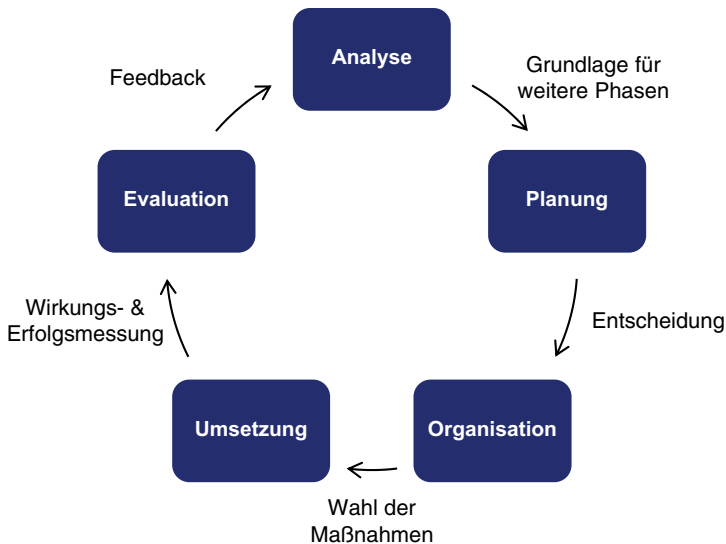 Analyse
Grundlage für
weitere Phasen
Planung
Entscheidung
Organisation
Wahl der
Maßnahmen
Umsetzung
Wirkungs- &
Erfolgsmessung
Evaluation
Feedback